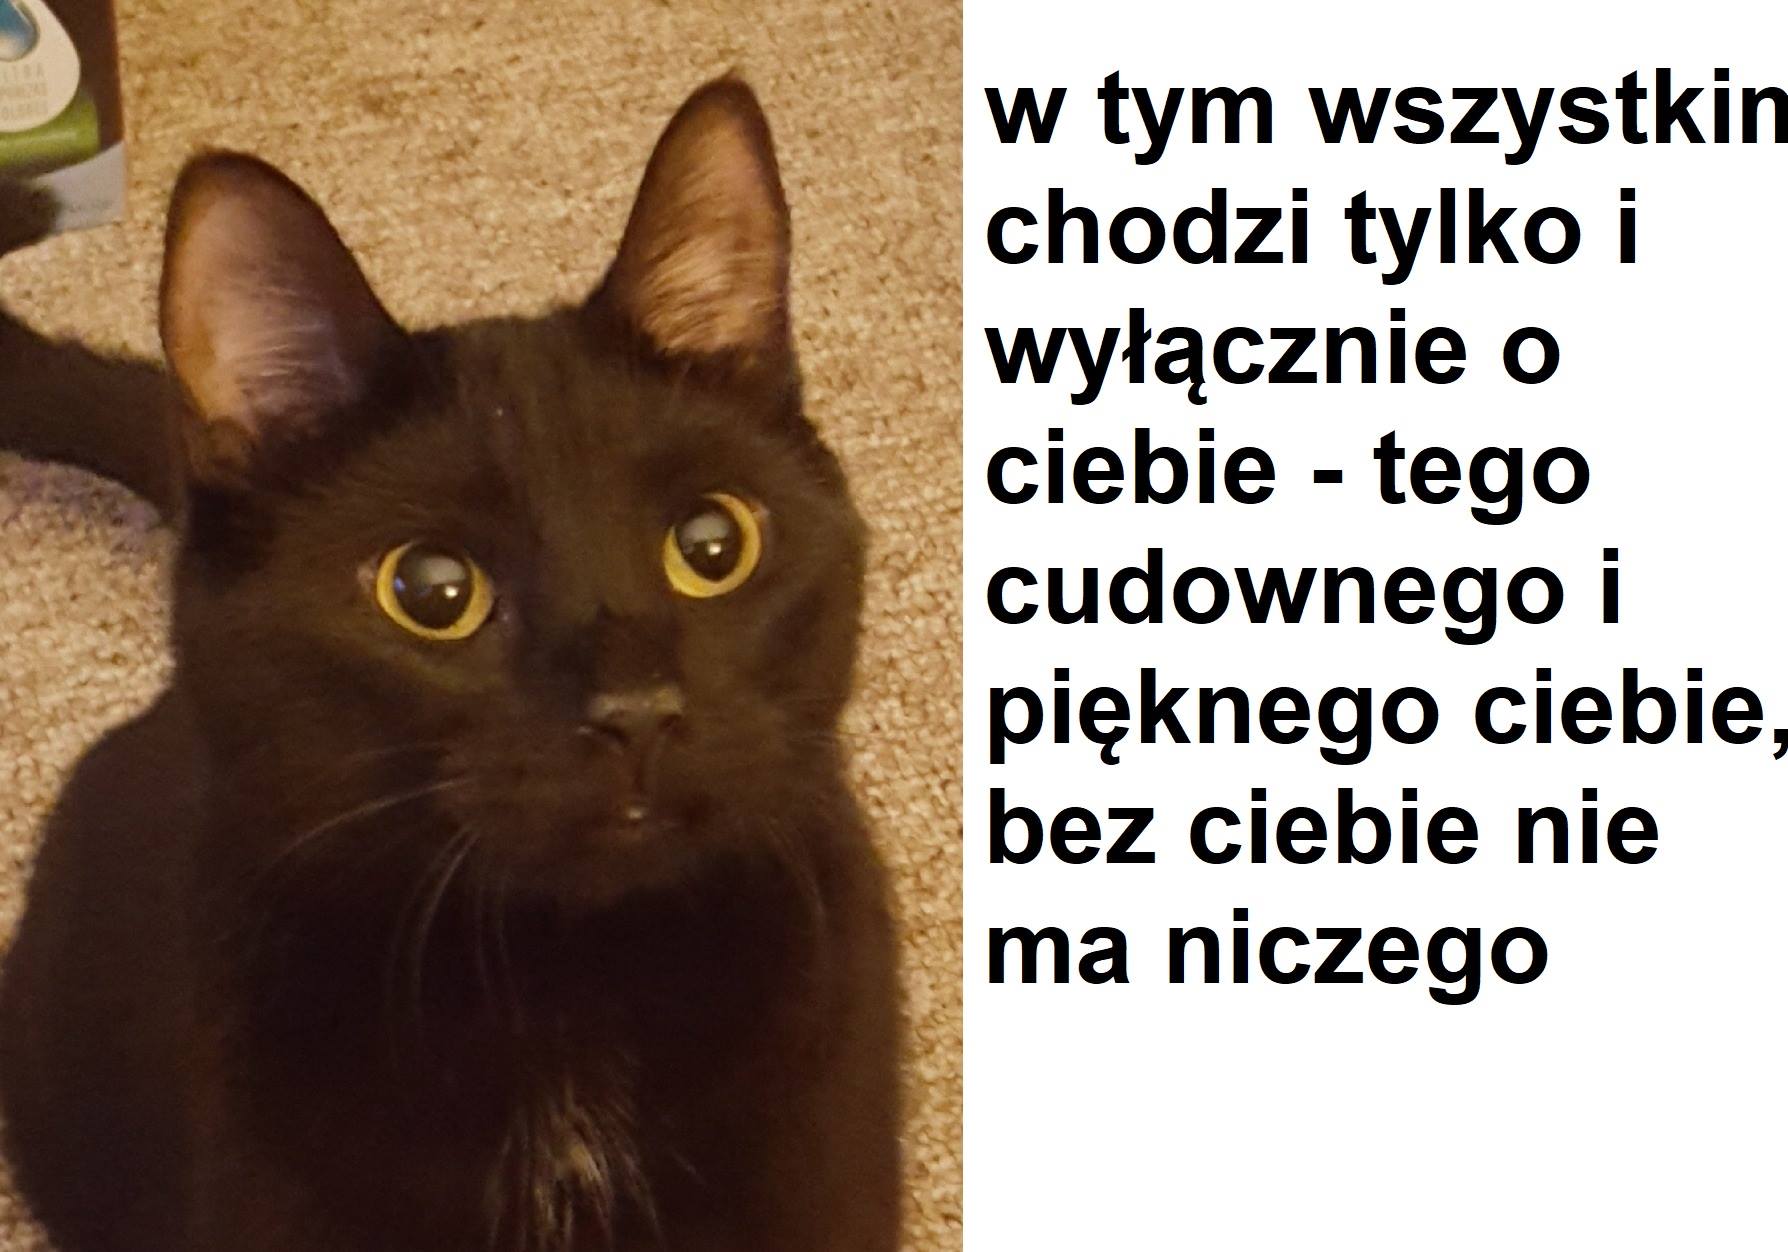 w tym wszystkim
chodzi tylko i
wyłącznie o
ciebie - tego
cudownego i
pięknego ciebie,
bez ciebie nie
ma niczego